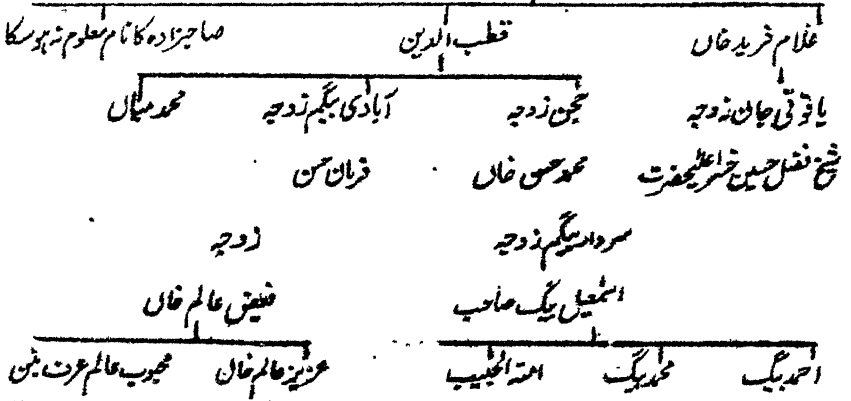 غلام فرید خاں قطب الدین صاحبزادہ کا نام معلوم نہ ہو سکا
یاقوتی جان زوجہ حجن زوجہ آبادی بیگم زوجہ محمد میاں
شیخ فضل حسین خسر اعلیحضرت محمد حسن خاں قربان حسن
سردار بیگم زوجہ زوجہ
اسمٰعیل بیگ صاحب فیض عالم خاں
احمد بیگ محمد بیگ امۃ الحبیب عزیز عالم خاں محبوب عالم عرف بنن